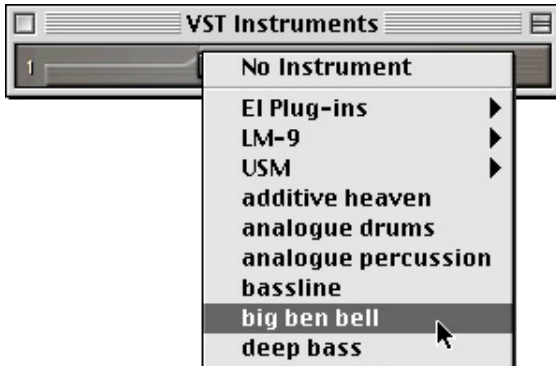 VST Instruments
1
No Instrument
EI Plug-ins
LM-9
USM
additive heaven
analogue drums
analogue percussion
bassline
big ben bell
deep bass